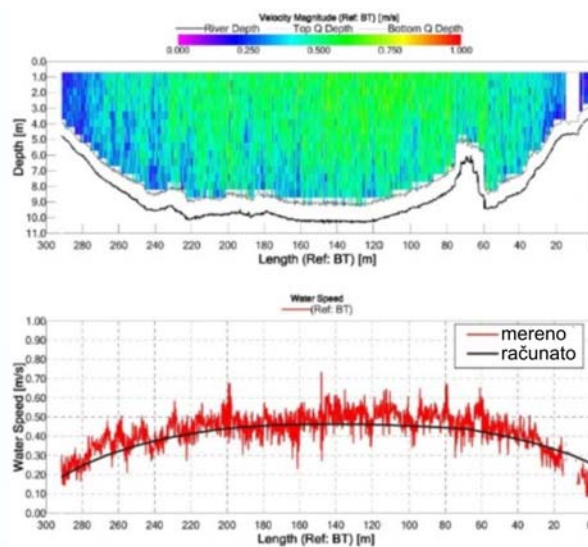 Velocity Magnitude (Ref: BT) [m/s]
River Depth Top Q Depth Bottom Q Depth
0.000 0.250 0.500 0.750 1.000
0.0
1.0
2.0
3.0
4.0
5.0
6.0
7.0
8.0
9.0
10.0
11.0
Depth [m]
300 280 260 240 220 200 180 160 140 120 100 80 60 40 20 0
Length (Ref: BT) [m]
Water Speed
(Ref: BT)
1.00
0.90
0.80
0.70
0.60
0.50
0.40
0.30
0.20
0.10
0.00
Water Speed [m/s]
mereno
računato
300 280 260 240 220 200 180 160 140 120 100 80 60 40 20 0
Length (Ref: BT) [m]